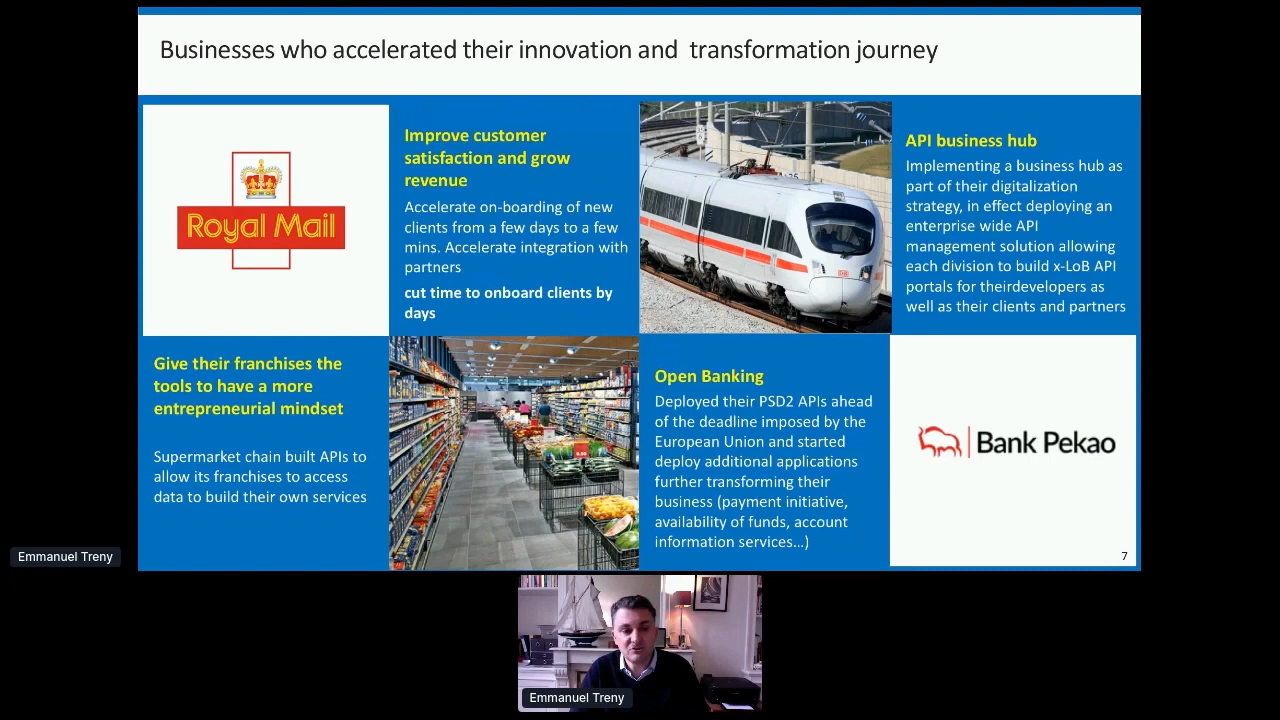 Businesses who accelerated their innovation and transformation journey
Royal Mail
Improve customer
satisfaction and grow
revenue
Accelerate on-boarding of new
clients from a few days to a few
mins. Accelerate integration with
partners
cut time to onboard clients by
days
DB
API business hub
Implementing a business hub as
part of their digitalization
strategy, in effect deploying an
enterprise wide API
management solution allowing
each division to build x-LoB API
portals for theirdevelopers as
well as their clients and partners
Give their franchises the
tools to have a more
entrepreneurial mindset
Supermarket chain built APIs to
allow its franchises to access
data to build their own services
Open Banking
Deployed their PSD2 APIs ahead
of the deadline imposed by the
European Union and started
deploy additional applications
further transforming their
business (payment initiative,
availability of funds, account
information services...)
Bank Pekao
7
Emmanuel Treny
Emmanuel Treny